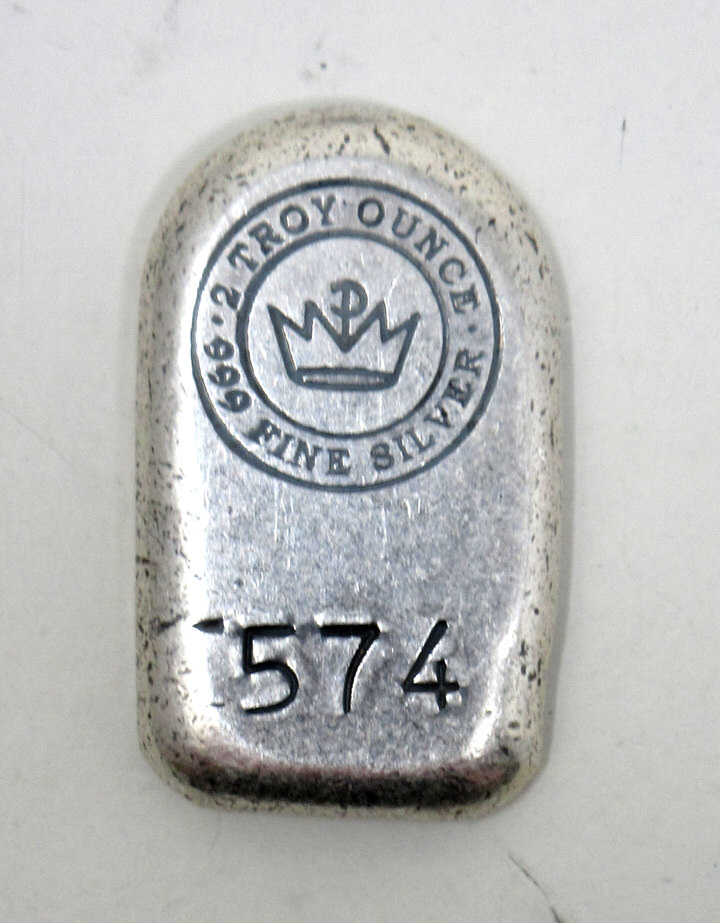 · 2 TROY OUNCE ·
999 FINE SILVER
P
574